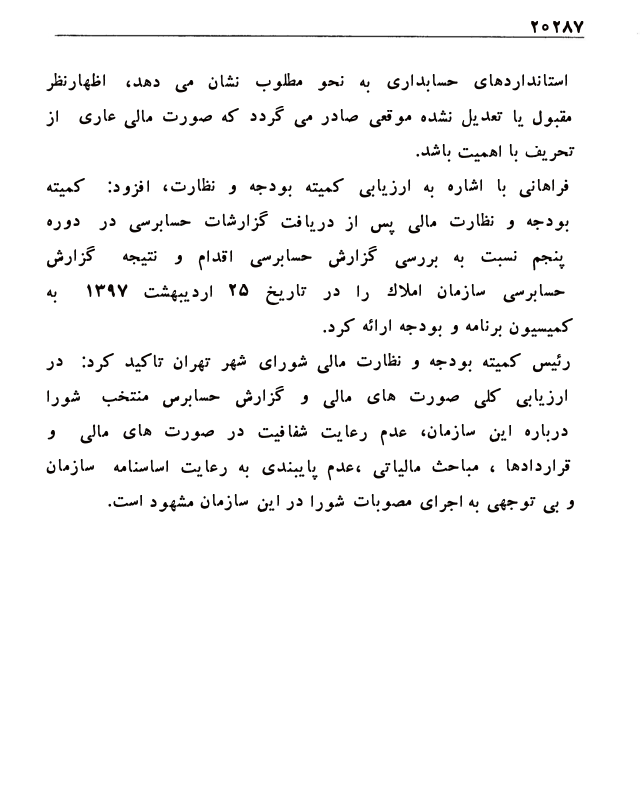 ۲۰۲۸۷
استانداردهای حسابداری به نحو مطلوب نشان می دهد، اظهارنظر
مقبول یا تعدیل نشده موقعی صادر می گردد که صورت مالی عاری از
تحریف با اهمیت باشد.
فراهانی با اشاره به ارزیابی کمیته بودجه و نظارت، افزود: کمیته
بودجه و نظارت مالی پس از دریافت گزارشات حسابرسی در دوره
پنجم نسبت به بررسی گزارش حسابرسی اقدام و نتیجه گزارش
حسابرسی سازمان املاك را در تاریخ ۲۵ اردیبهشت ۱۳۹۷ به
کمیسیون برنامه و بودجه ارائه کرد.
رئیس کمیته بودجه و نظارت مالی شورای شهر تهران تاکید کرد: در
ارزیابی کلی صورت های مالی و گزارش حسابرس منتخب شورا
درباره این سازمان، عدم رعایت شفافیت در صورت های مالی و
قراردادها ، مباحث مالیاتی ،عدم پایبندی به رعایت اساسنامه سازمان
و بی توجهی به اجرای مصوبات شورا در این سازمان مشهود است.